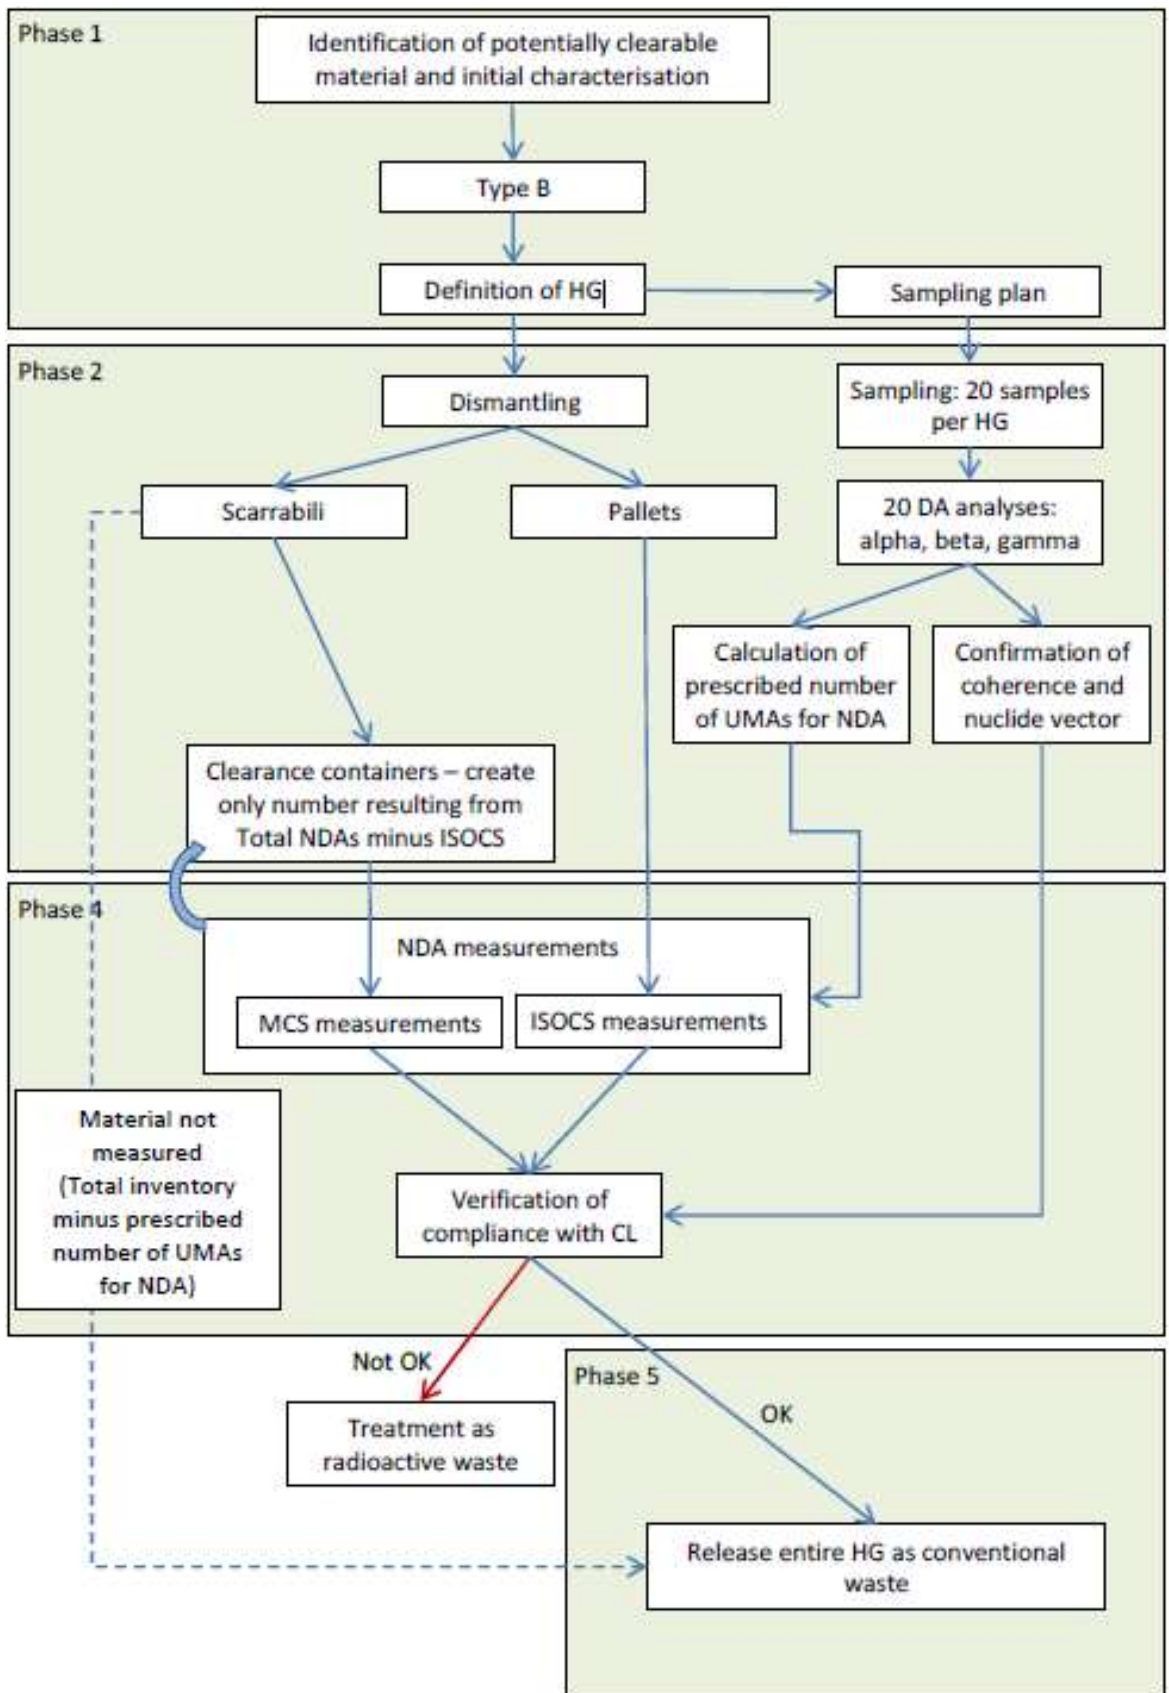 Phase 1
Identification of potentially clearable
material and initial characterisation
Type B
Definition of HG
Sampling plan
Phase 2
Dismantling
Sampling: 20 samples
per HG
Scarrabili
Pallets
20 DA analyses:
alpha, beta, gamma
Calculation of
prescribed number
of UMAs for NDA
Confirmation of
coherence and
nuclide vector
Clearance containers – create
only number resulting from
Total NDAs minus ISOCS
Phase 4
NDA measurements
MCS measurements
ISOCS measurements
Material not
measured
(Total inventory
minus prescribed
number of UMAs
for NDA)
Verification of
compliance with CL
Not OK
Treatment as
radioactive waste
Phase 5
OK
Release entire HG as conventional
waste